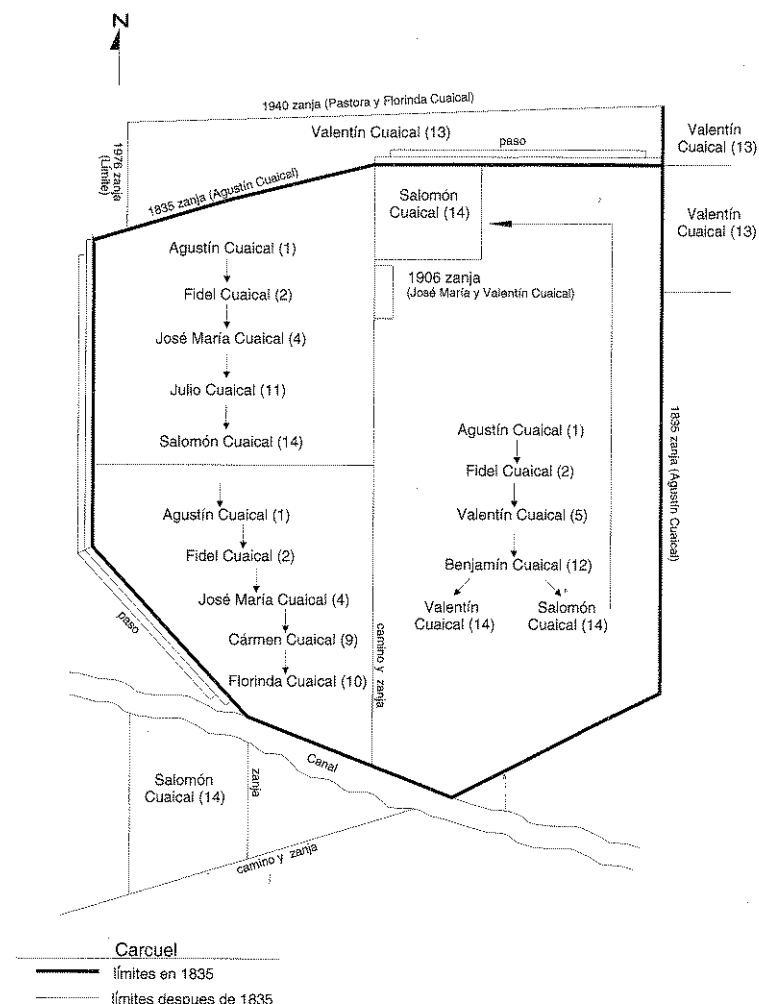 N
1940 zanja (Pastora y Florinda Cuaical)
Valentín Cuaical (13)
paso
Valentín
Cuaical (13)
1976 zanja
(Límite)
1835 zanja (Agustín Cuaical)
Salomón
Cuaical (14)
Valentín
Cuaical (13)
Agustín Cuaical (1)
Fidel Cuaical (2)
José María Cuaical (4)
Julio Cuaical (11)
Salomón Cuaical (14)
1906 zanja
(José María y Valentín Cuaical)
1835 zanja (Agustín Cuaical)
Agustín Cuaical (1)
Fidel Cuaical (2)
Valentín Cuaical (5)
Benjamín Cuaical (12)
Valentín
Cuaical (14)
Salomón
Cuaical (14)
Agustín Cuaical (1)
Fidel Cuaical (2)
José María Cuaical (4)
Cármen Cuaical (9)
Florinda Cuaical (10)
paso
camino y zanja
Canal
Salomón
Cuaical (14)
zanja
camino y zanja
Carcuel
límites en 1835
límites despues de 1835